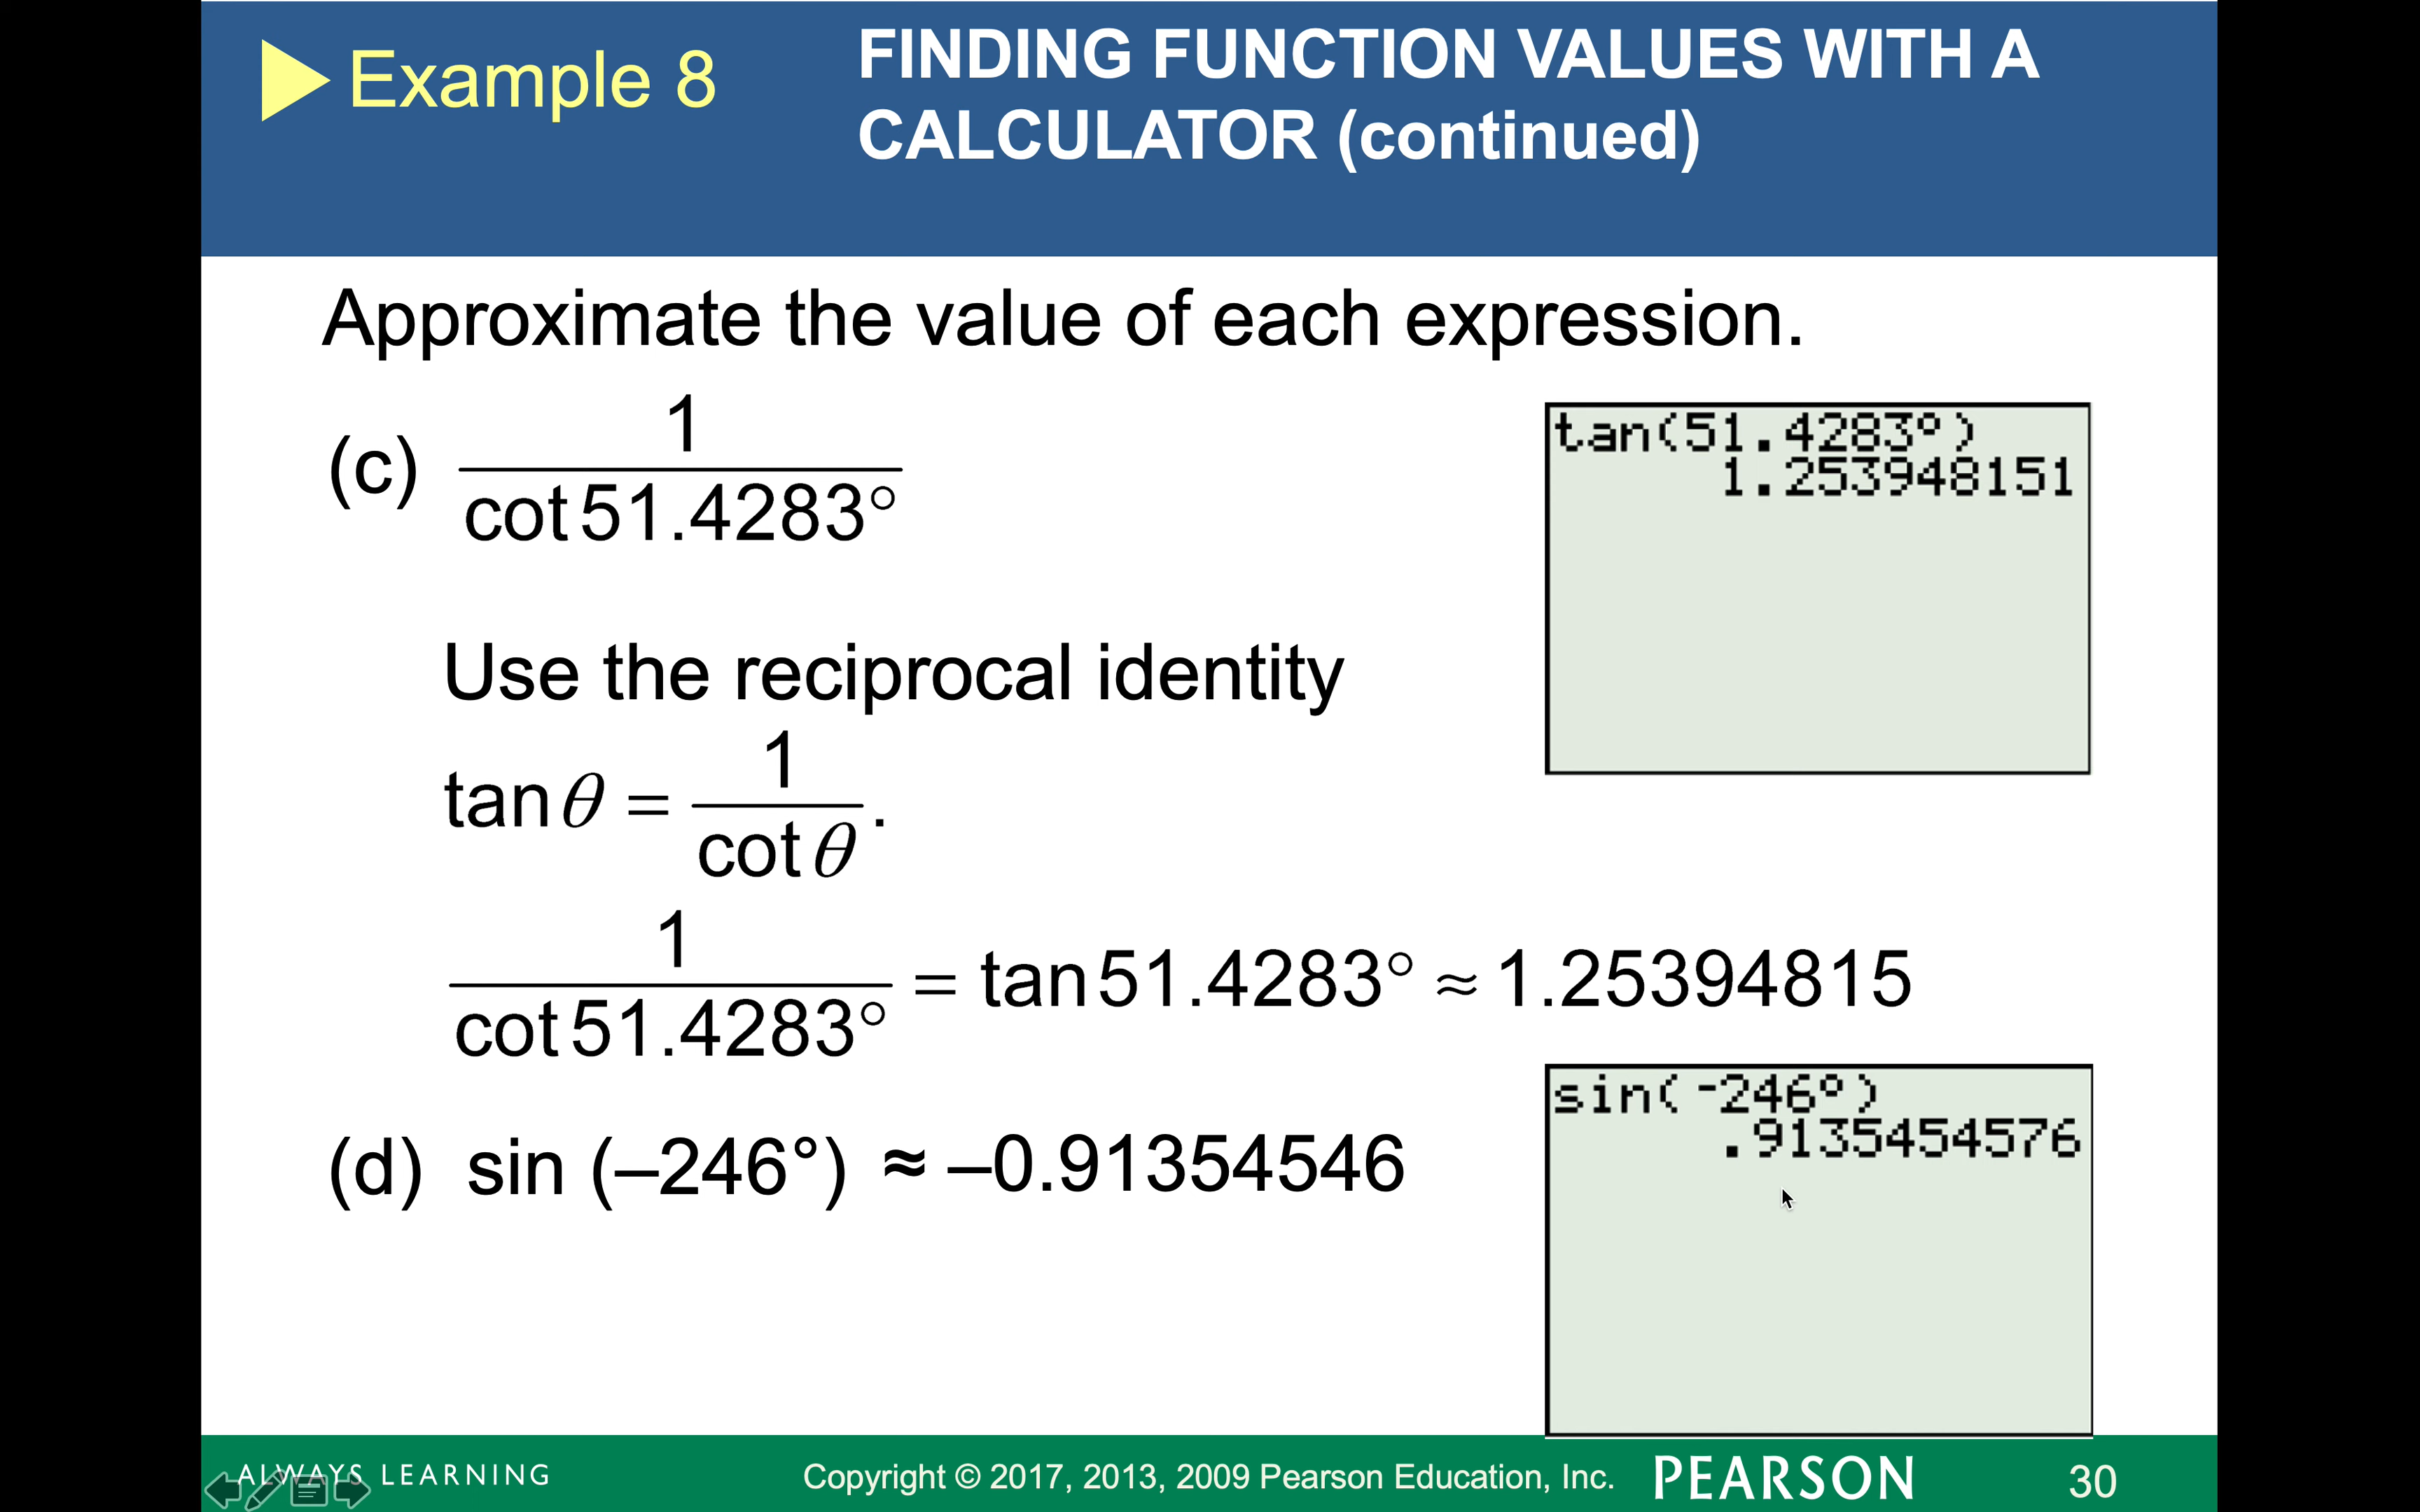 Example 8
FINDING FUNCTION VALUES WITH A
CALCULATOR (continued)
Approximate the value of each expression.
(c) 1/cot 51.4283°
tan(51.4283°)
1.253948151
Use the reciprocal identity
tan θ = 1/cot θ.
1/cot 51.4283° = tan 51.4283° ≈ 1.25394815
(d) sin (–246°) ≈ –0.91354546
sin(-246°)
.9135454576
ALWAYS LEARNING
Copyright © 2017, 2013, 2009 Pearson Education, Inc.
PEARSON
30